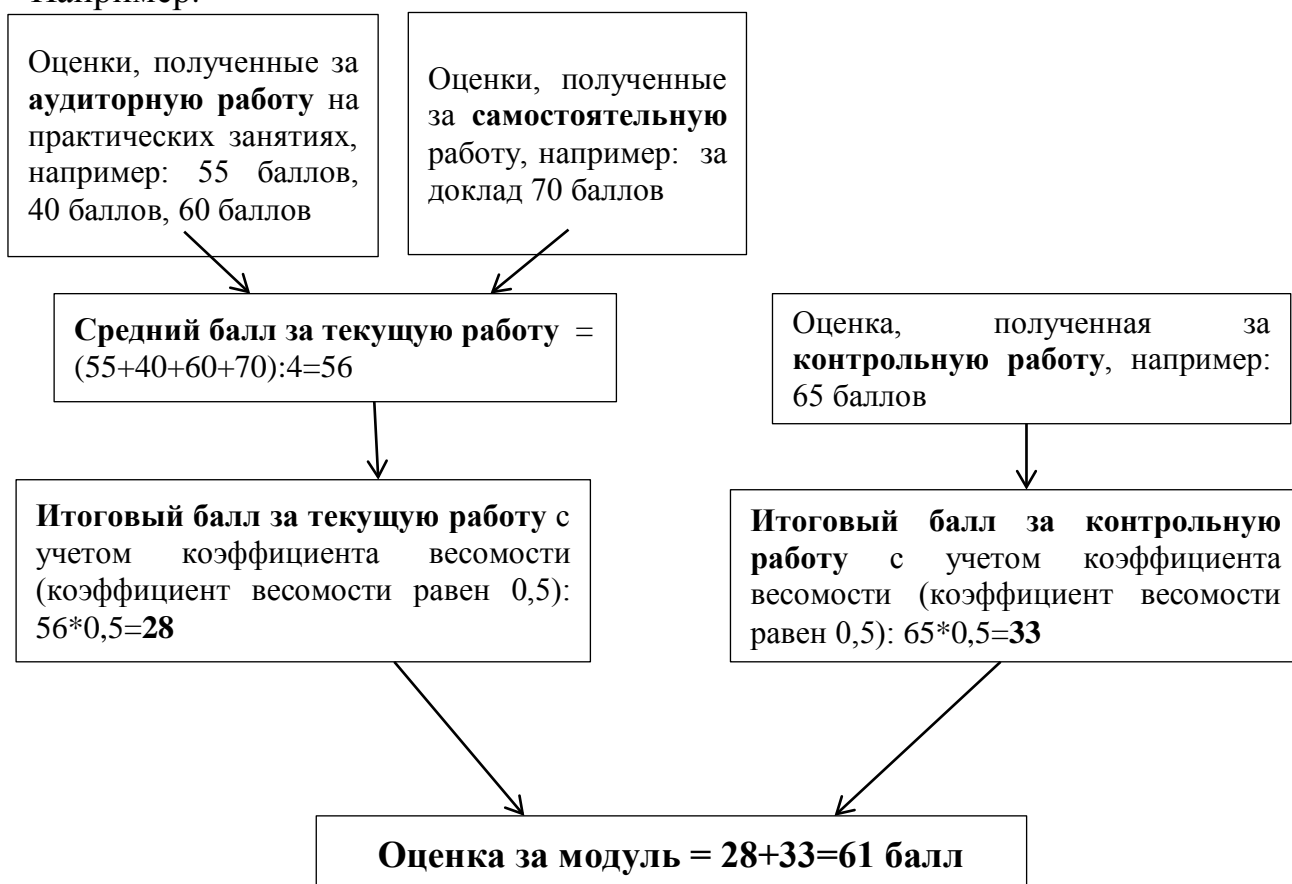 Например:
Оценки, полученные за
аудиторную работу на
практических занятиях,
например: 55 баллов,
40 баллов, 60 баллов
Оценки, полученные
за самостоятельную
работу, например: за
доклад 70 баллов
Средний балл за текущую работу =
(55+40+60+70):4=56
Оценка, полученная за
контрольную работу, например:
65 баллов
Итоговый балл за текущую работу с
учетом коэффициента весомости
(коэффициент весомости равен 0,5):
56*0,5=28
Итоговый балл за контрольную
работу с учетом коэффициента
весомости (коэффициент весомости
равен 0,5): 65*0,5=33
Оценка за модуль = 28+33=61 балл